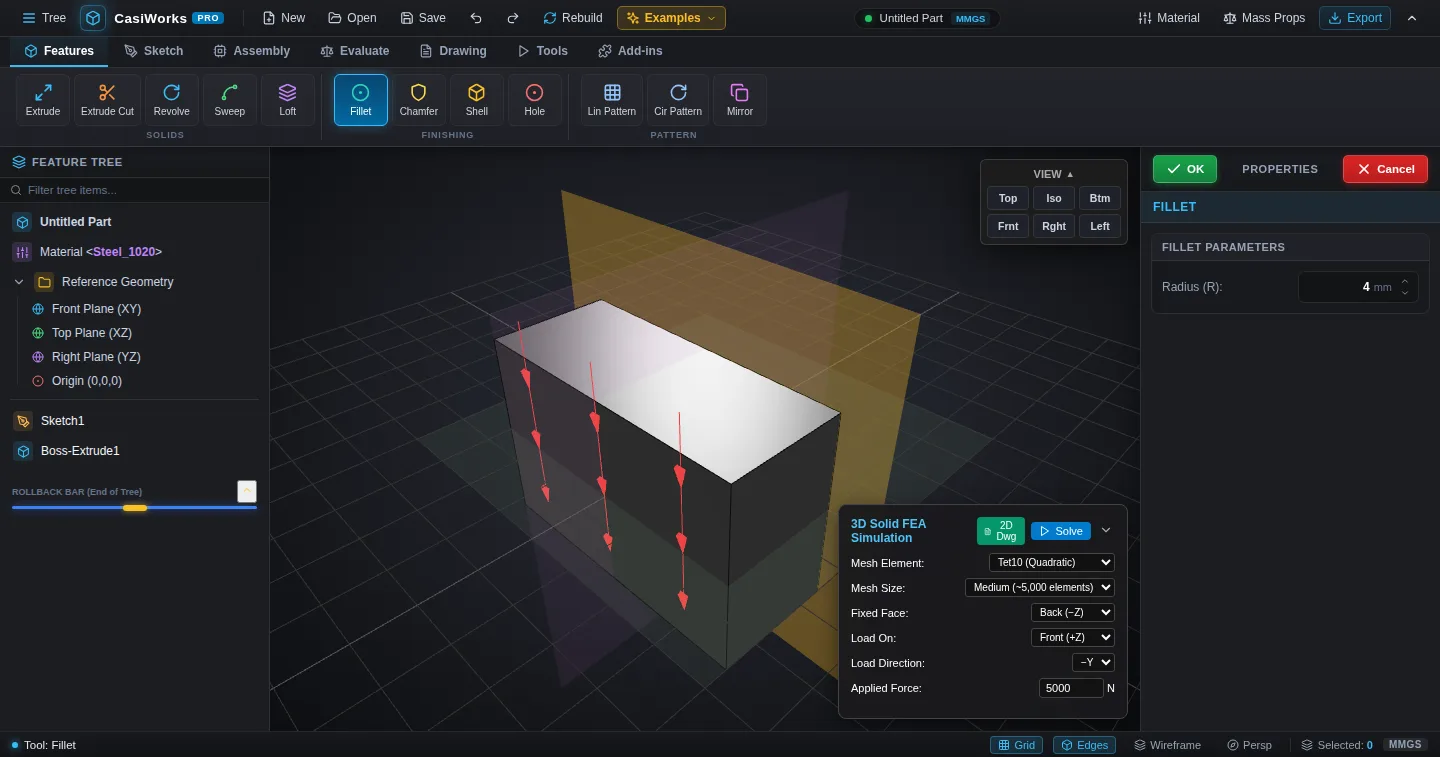 Tree
CasiWorks PRO
New
Open
Save
Rebuild
Examples
Untitled Part MMGS
Material
Mass Props
Export
Features
Sketch
Assembly
Evaluate
Drawing
Tools
Add-ins
Extrude
Extrude Cut
Revolve
Sweep
Loft
Fillet
Chamfer
Shell
Hole
Lin Pattern
Cir Pattern
Mirror
SOLIDS
FINISHING
PATTERN
FEATURE TREE
Filter tree items...
Untitled Part
Material <Steel_1020>
Reference Geometry
Front Plane (XY)
Top Plane (XZ)
Right Plane (YZ)
Origin (0,0,0)
Sketch1
Boss-Extrude1
ROLLBACK BAR (End of Tree)
VIEW ▲
Top Iso Btm
Frnt Rght Left
3D Solid FEA
Simulation
2D
Dwg
Solve
Mesh Element: Tet10 (Quadratic)
Mesh Size: Medium (~5,000 elements)
Fixed Face: Back (−Z)
Load On: Front (+Z)
Load Direction: −Y
Applied Force: 5000 N
OK
PROPERTIES
Cancel
FILLET
FILLET PARAMETERS
Radius (R): 4 mm
Tool: Fillet
Grid
Edges
Wireframe
Persp
Selected: 0
MMGS